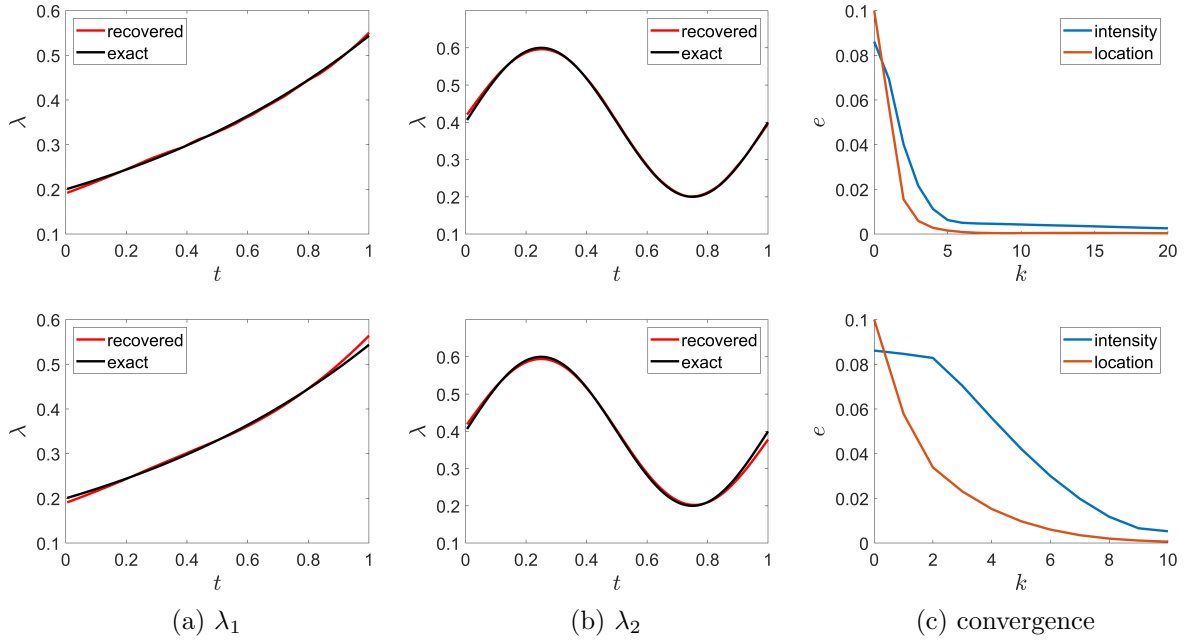 recovered
exact
λ
0.6
0.5
0.4
0.3
0.2
0.1
0 0.2 0.4 0.6 0.8 1
t
recovered
exact
λ
0.6
0.5
0.4
0.3
0.2
0.1
0 0.2 0.4 0.6 0.8 1
t
intensity
location
e
0.1
0.08
0.06
0.04
0.02
0
0 5 10 15 20
k
recovered
exact
λ
0.6
0.5
0.4
0.3
0.2
0.1
0 0.2 0.4 0.6 0.8 1
t
recovered
exact
λ
0.6
0.5
0.4
0.3
0.2
0.1
0 0.2 0.4 0.6 0.8 1
t
intensity
location
e
0.1
0.08
0.06
0.04
0.02
0
0 2 4 6 8 10
k
(a) λ₁
(b) λ₂
(c) convergence